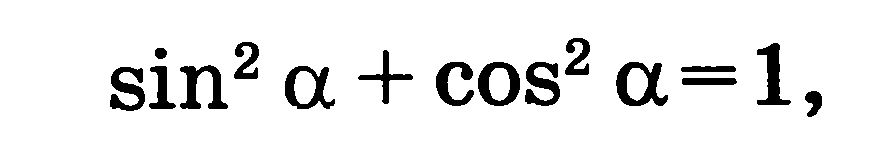 sin² α + cos² α = 1,